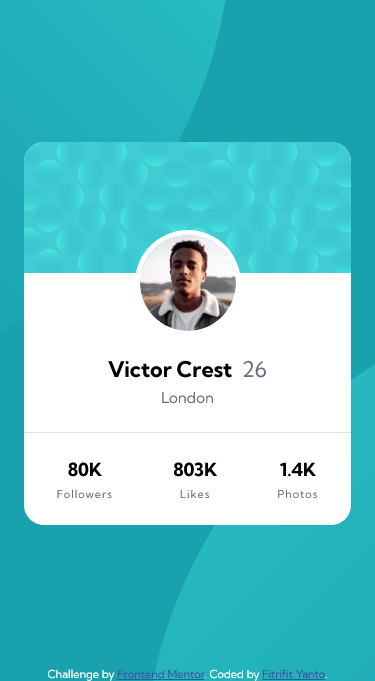 Victor Crest 26
London
80K 803K 1.4K
Followers Likes Photos
Challenge by Frontend Mentor. Coded by Fitrifit Yanto.